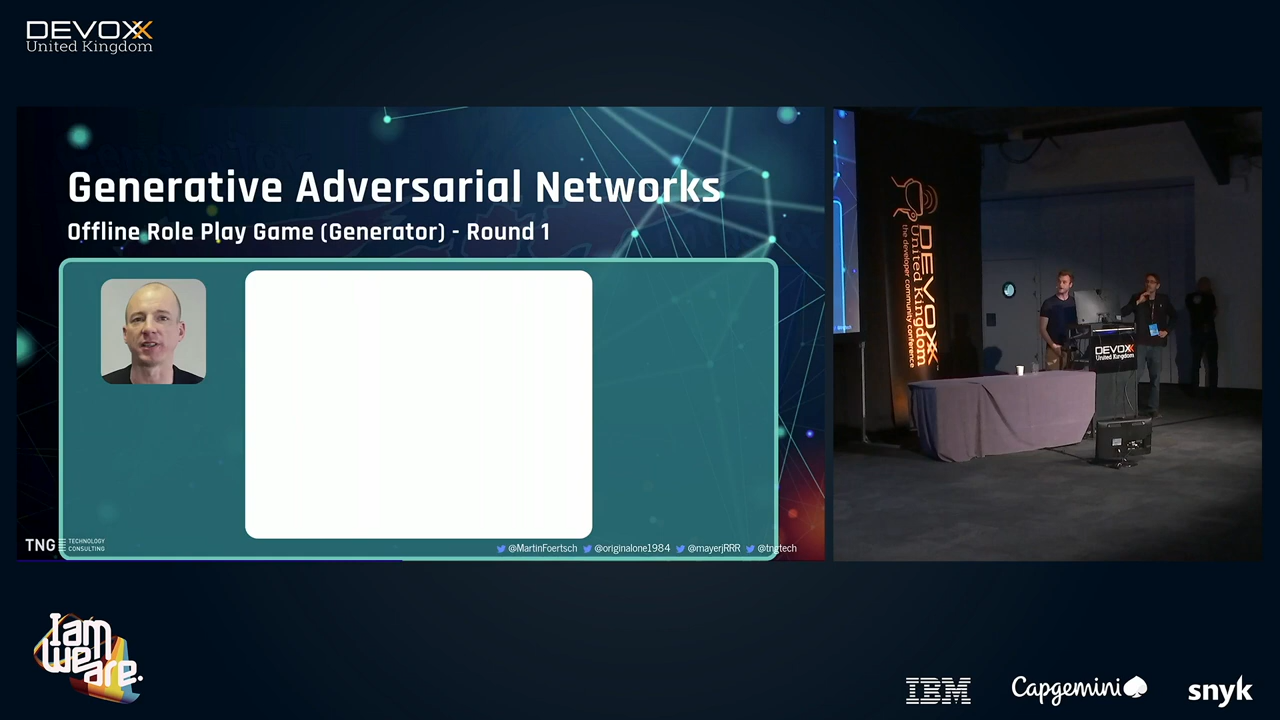 DEVOXX
United Kingdom
Generative Adversarial Networks
Offline Role Play Game (Generator) - Round 1
TNG TECHNOLOGY
CONSULTING
@MartinFoertsch @originalone1984 @mayerjRRR @tngtech
DEVOXX
United Kingdom
the developer community conference
DEVOXX
United Kingdom
I am
we are.
IBM
Capgemini
snyk